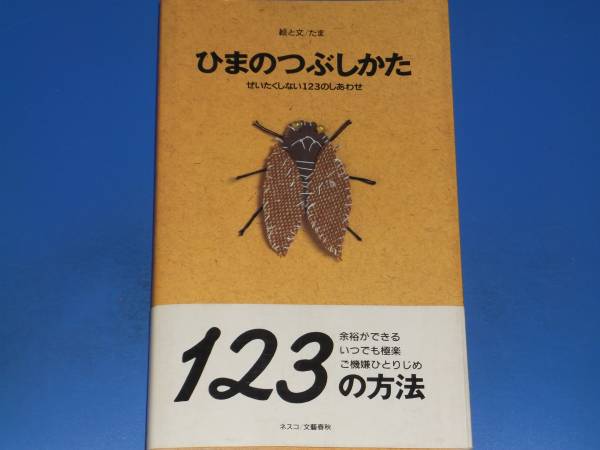 絵と文/たま
ひまのつぶしかた
ぜいたくしない123のしあわせ
余裕ができる
いつでも極楽
ご機嫌ひとりじめ
123の方法
ネスコ/文藝春秋